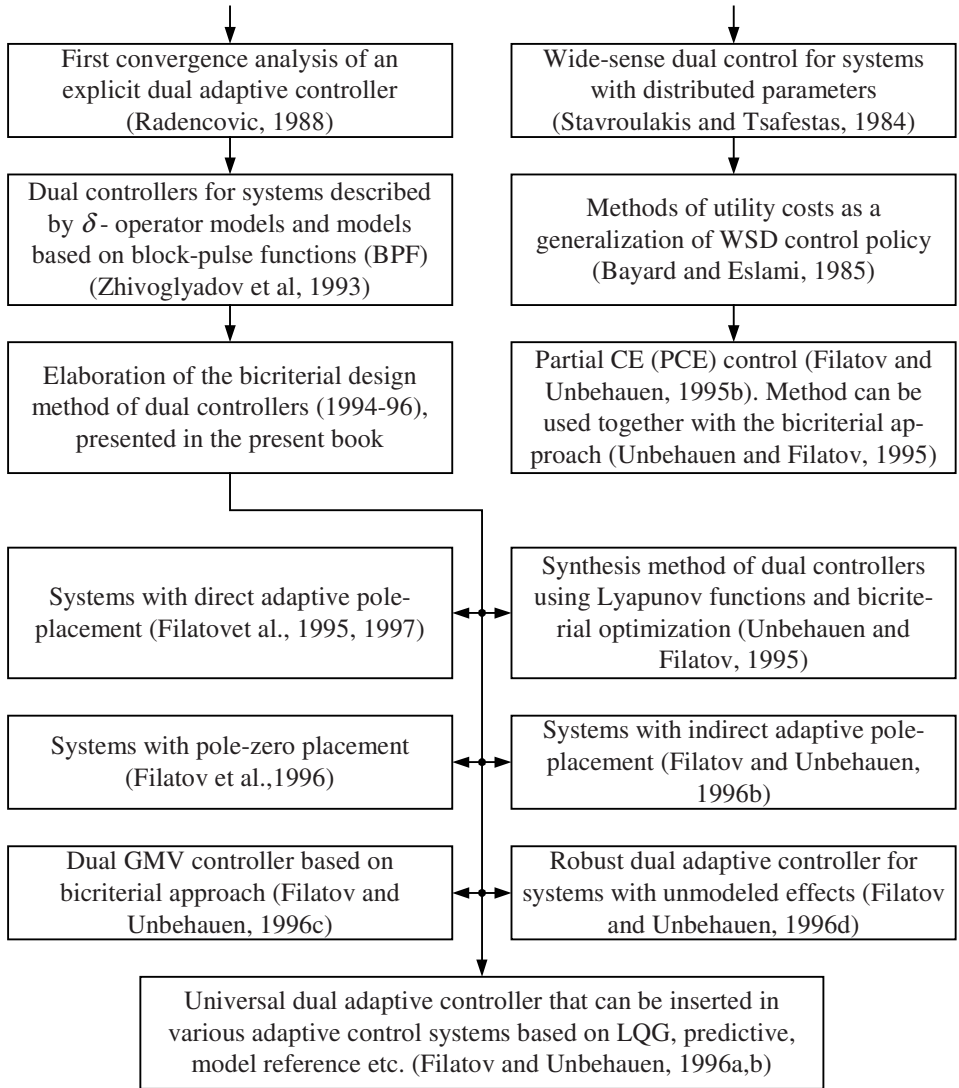 First convergence analysis of an
explicit dual adaptive controller
(Radencovic, 1988)
Wide-sense dual control for systems
with distributed parameters
(Stavroulakis and Tsafestas, 1984)
Dual controllers for systems described
by δ - operator models and models
based on block-pulse functions (BPF)
(Zhivoglyadov et al, 1993)
Methods of utility costs as a
generalization of WSD control policy
(Bayard and Eslami, 1985)
Elaboration of the bicriterial design
method of dual controllers (1994-96),
presented in the present book
Partial CE (PCE) control (Filatov and
Unbehauen, 1995b). Method can be
used together with the bicriterial ap-
proach (Unbehauen and Filatov, 1995)
Systems with direct adaptive pole-
placement (Filatovet al., 1995, 1997)
Synthesis method of dual controllers
using Lyapunov functions and bicrite-
rial optimization (Unbehauen and
Filatov, 1995)
Systems with pole-zero placement
(Filatov et al.,1996)
Systems with indirect adaptive pole-
placement (Filatov and Unbehauen,
1996b)
Dual GMV controller based on
bicriterial approach (Filatov and
Unbehauen, 1996c)
Robust dual adaptive controller for
systems with unmodeled effects (Filatov
and Unbehauen, 1996d)
Universal dual adaptive controller that can be inserted in
various adaptive control systems based on LQG, predictive,
model reference etc. (Filatov and Unbehauen, 1996a,b)